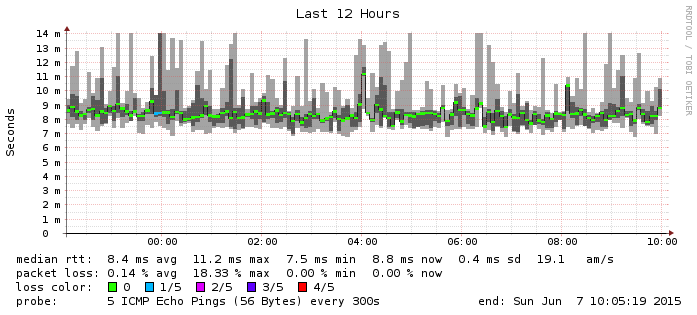 Last 12 Hours
RRDTOOL / TOBI OETIKER
Seconds
14 m
13 m
12 m
11 m
10 m
9 m
8 m
7 m
6 m
5 m
4 m
3 m
2 m
1 m
0
00:00 02:00 04:00 06:00 08:00 10:00
median rtt: 8.4 ms avg 11.2 ms max 7.5 ms min 8.8 ms now 0.4 ms sd 19.1 am/s
packet loss: 0.14 % avg 18.33 % max 0.00 % min 0.00 % now
loss color: 0 1/5 2/5 3/5 4/5
probe: 5 ICMP Echo Pings (56 Bytes) every 300s end: Sun Jun 7 10:05:19 2015